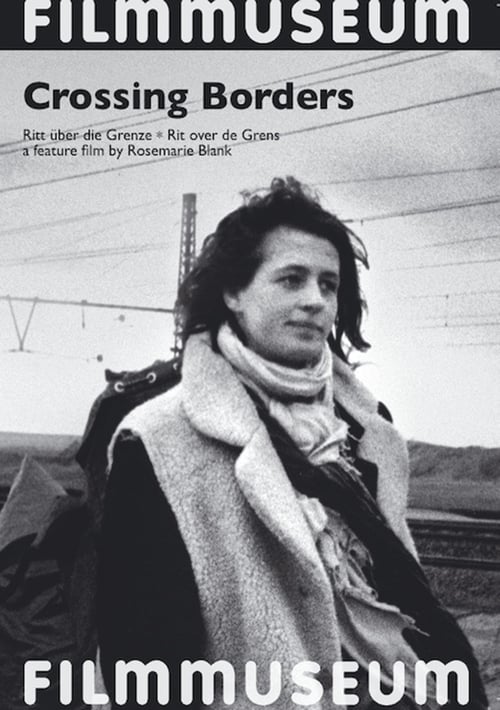 FILMMUSEUM
Crossing Borders
Ritt über die Grenze * Rit over de Grens
a feature film by Rosemarie Blank
FILMMUSEUM